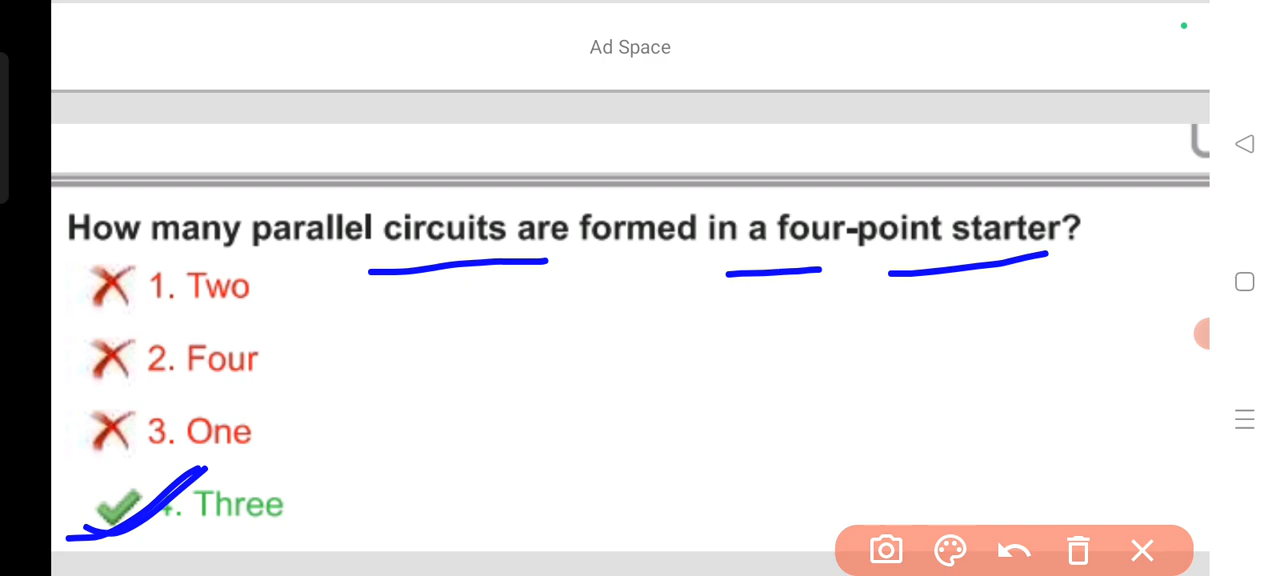 Ad Space
How many parallel circuits are formed in a four-point starter?
1. Two
2. Four
3. One
4. Three